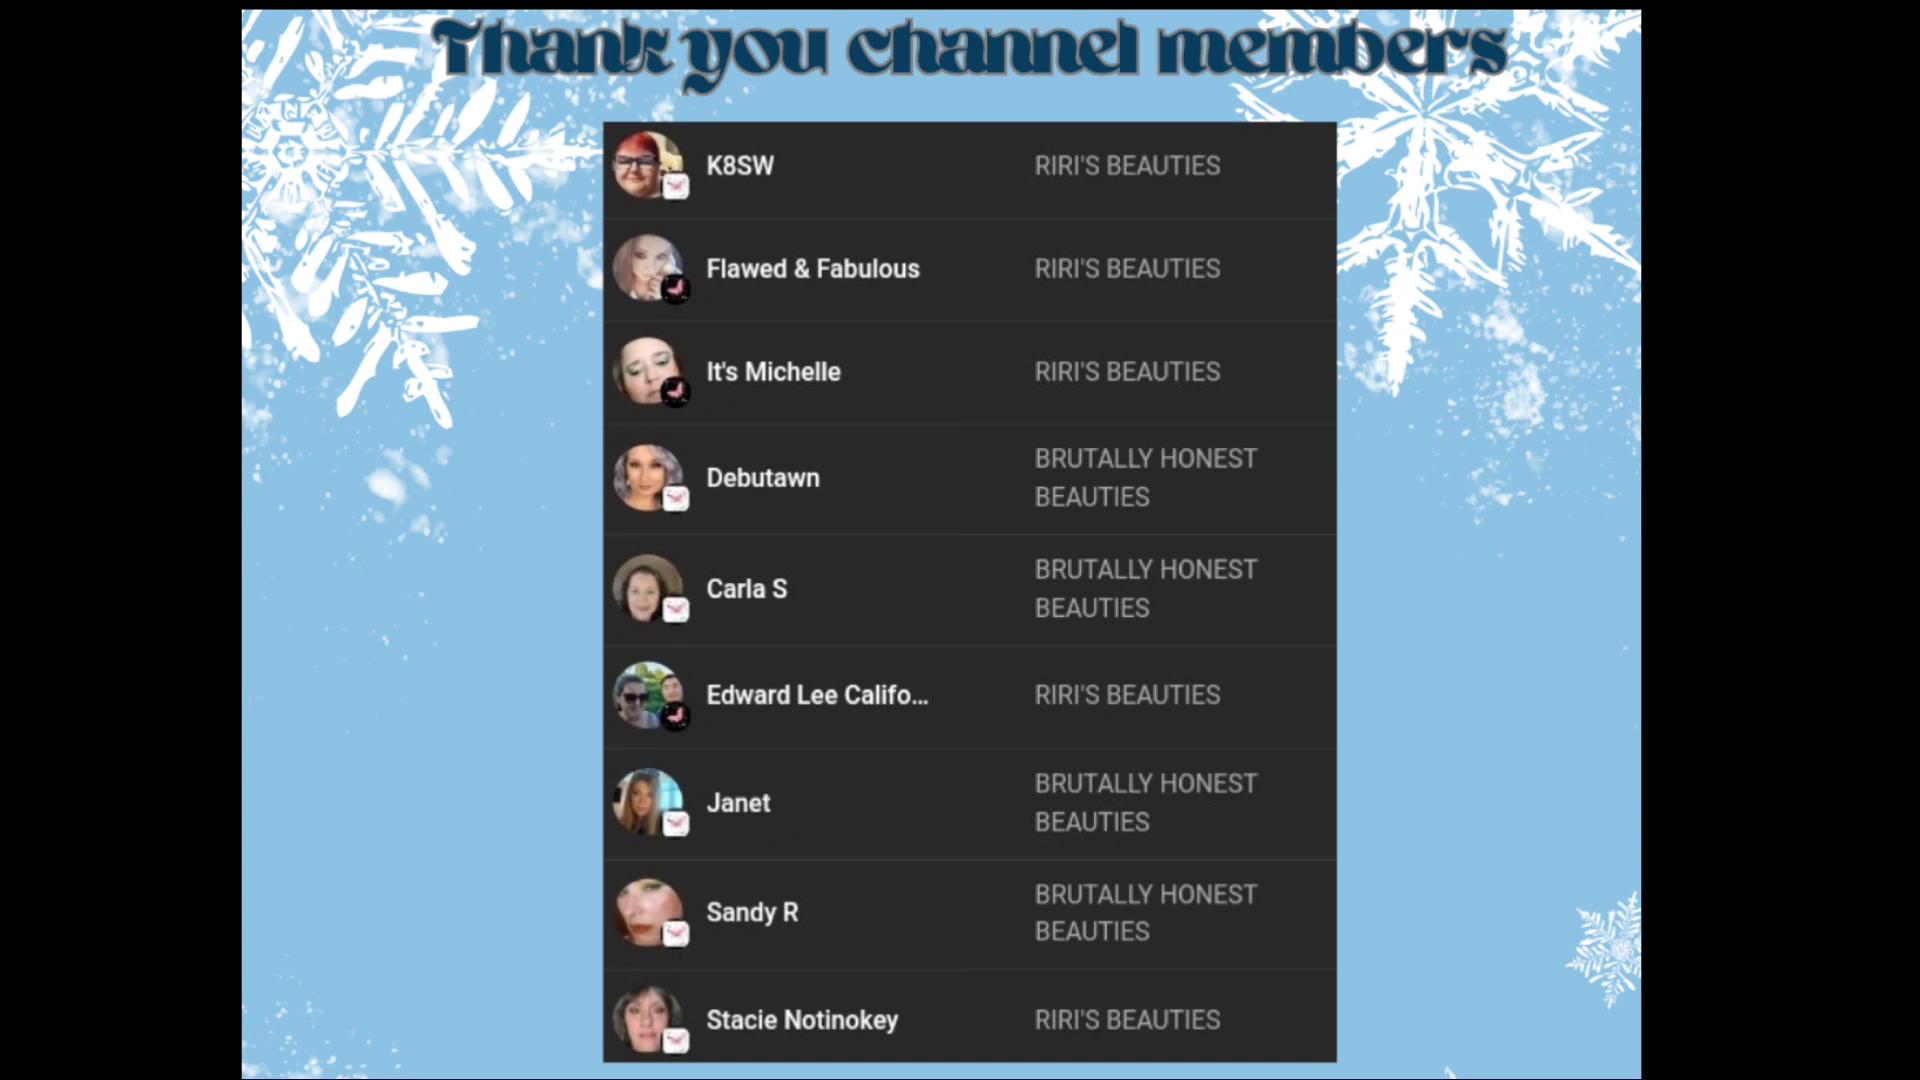 Thank you channel members
K8SW RIRI'S BEAUTIES
Flawed & Fabulous RIRI'S BEAUTIES
It's Michelle RIRI'S BEAUTIES
Debutawn BRUTALLY HONEST
BEAUTIES
Carla S BRUTALLY HONEST
BEAUTIES
Edward Lee Califo... RIRI'S BEAUTIES
Janet BRUTALLY HONEST
BEAUTIES
Sandy R BRUTALLY HONEST
BEAUTIES
Stacie Notinokey RIRI'S BEAUTIES